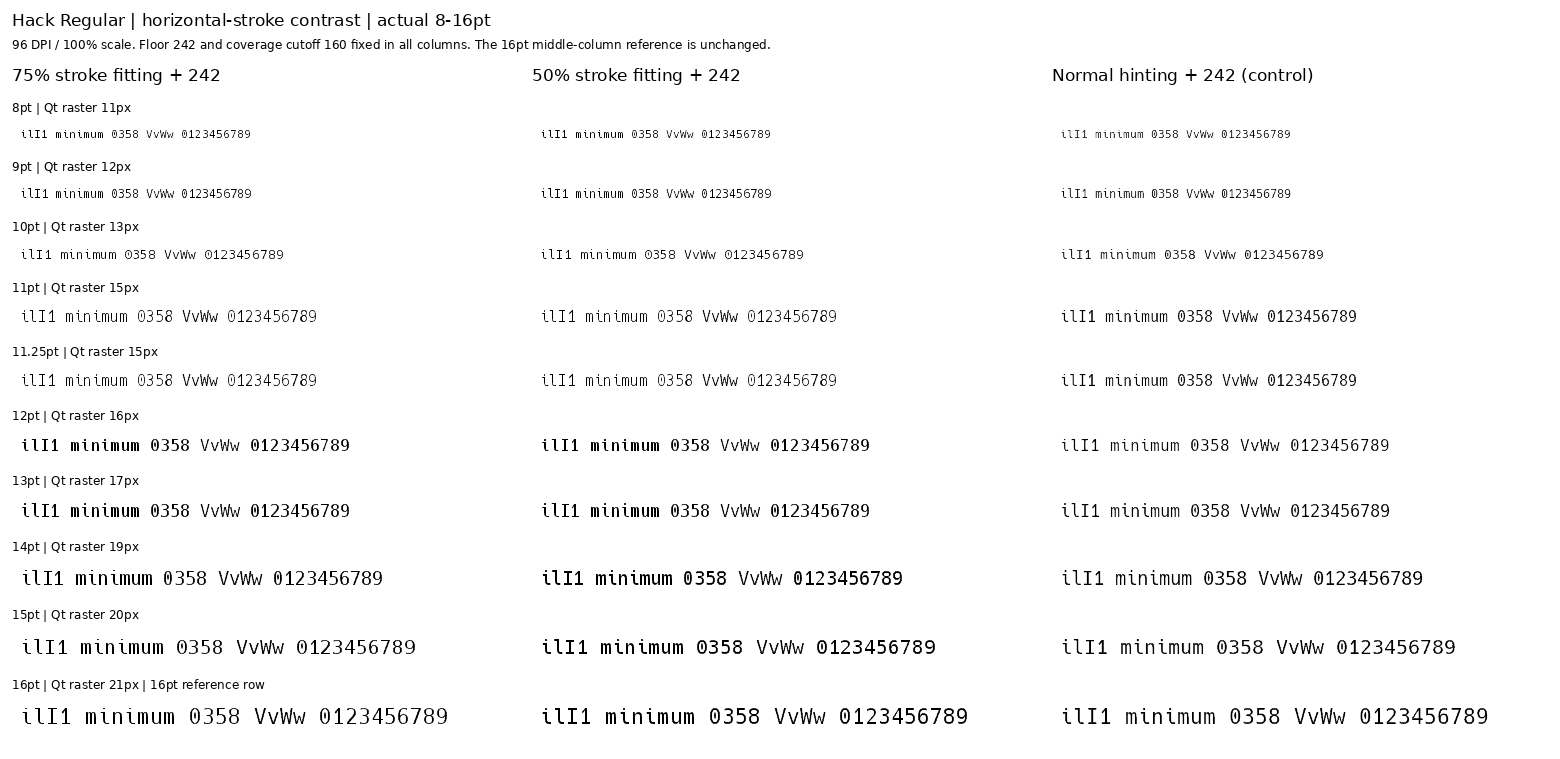 Hack Regular | horizontal-stroke contrast | actual 8-16pt
96 DPI / 100% scale. Floor 242 and coverage cutoff 160 fixed in all columns. The 16pt middle-column reference is unchanged.
75% stroke fitting + 242 50% stroke fitting + 242 Normal hinting + 242 (control)
8pt | Qt raster 11px
ilI1 minimum 0358 VvWw 0123456789 ilI1 minimum 0358 VvWw 0123456789 ilI1 minimum 0358 VvWw 0123456789
9pt | Qt raster 12px
ilI1 minimum 0358 VvWw 0123456789 ilI1 minimum 0358 VvWw 0123456789 ilI1 minimum 0358 VvWw 0123456789
10pt | Qt raster 13px
ilI1 minimum 0358 VvWw 0123456789 ilI1 minimum 0358 VvWw 0123456789 ilI1 minimum 0358 VvWw 0123456789
11pt | Qt raster 15px
ilI1 minimum 0358 VvWw 0123456789 ilI1 minimum 0358 VvWw 0123456789 ilI1 minimum 0358 VvWw 0123456789
11.25pt | Qt raster 15px
ilI1 minimum 0358 VvWw 0123456789 ilI1 minimum 0358 VvWw 0123456789 ilI1 minimum 0358 VvWw 0123456789
12pt | Qt raster 16px
ilI1 minimum 0358 VvWw 0123456789 ilI1 minimum 0358 VvWw 0123456789 ilI1 minimum 0358 VvWw 0123456789
13pt | Qt raster 17px
ilI1 minimum 0358 VvWw 0123456789 ilI1 minimum 0358 VvWw 0123456789 ilI1 minimum 0358 VvWw 0123456789
14pt | Qt raster 19px
ilI1 minimum 0358 VvWw 0123456789 ilI1 minimum 0358 VvWw 0123456789 ilI1 minimum 0358 VvWw 0123456789
15pt | Qt raster 20px
ilI1 minimum 0358 VvWw 0123456789 ilI1 minimum 0358 VvWw 0123456789 ilI1 minimum 0358 VvWw 0123456789
16pt | Qt raster 21px | 16pt reference row
ilI1 minimum 0358 VvWw 0123456789 ilI1 minimum 0358 VvWw 0123456789 ilI1 minimum 0358 VvWw 0123456789